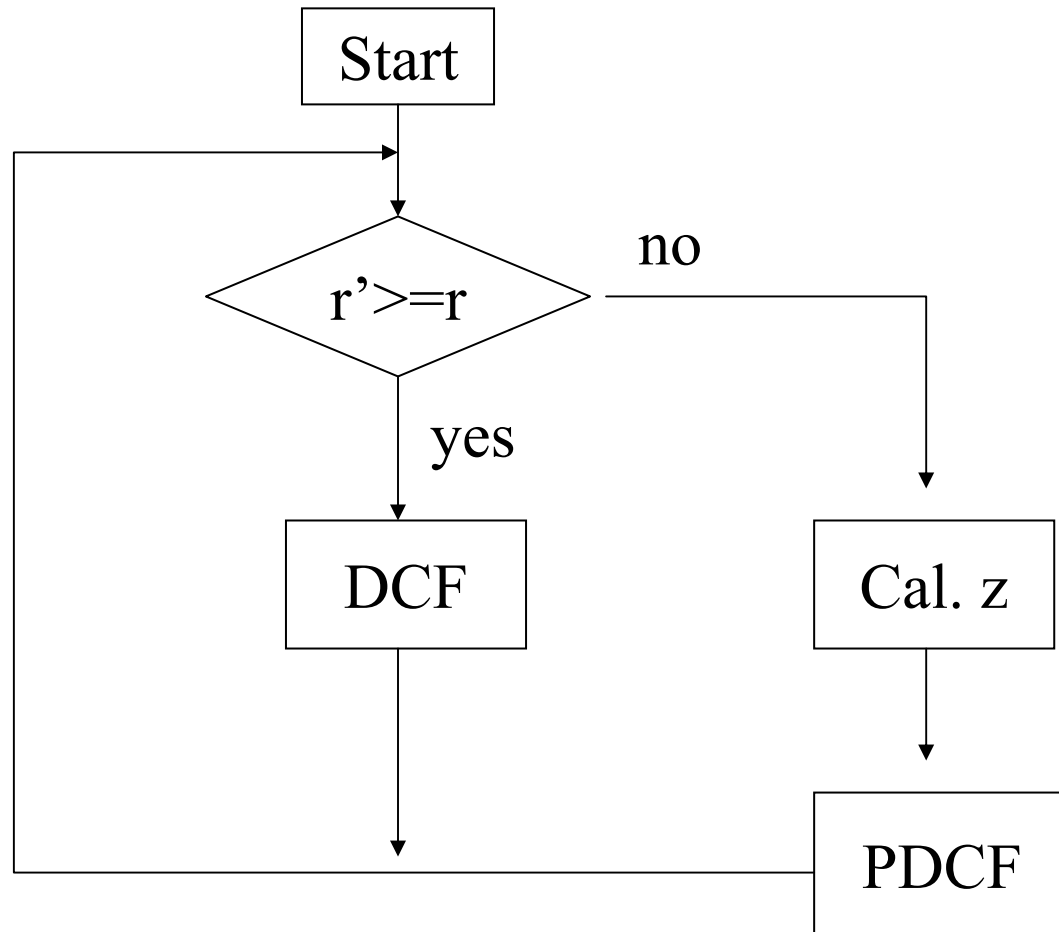 Start
r’>=r
no
yes
DCF
Cal. z
PDCF